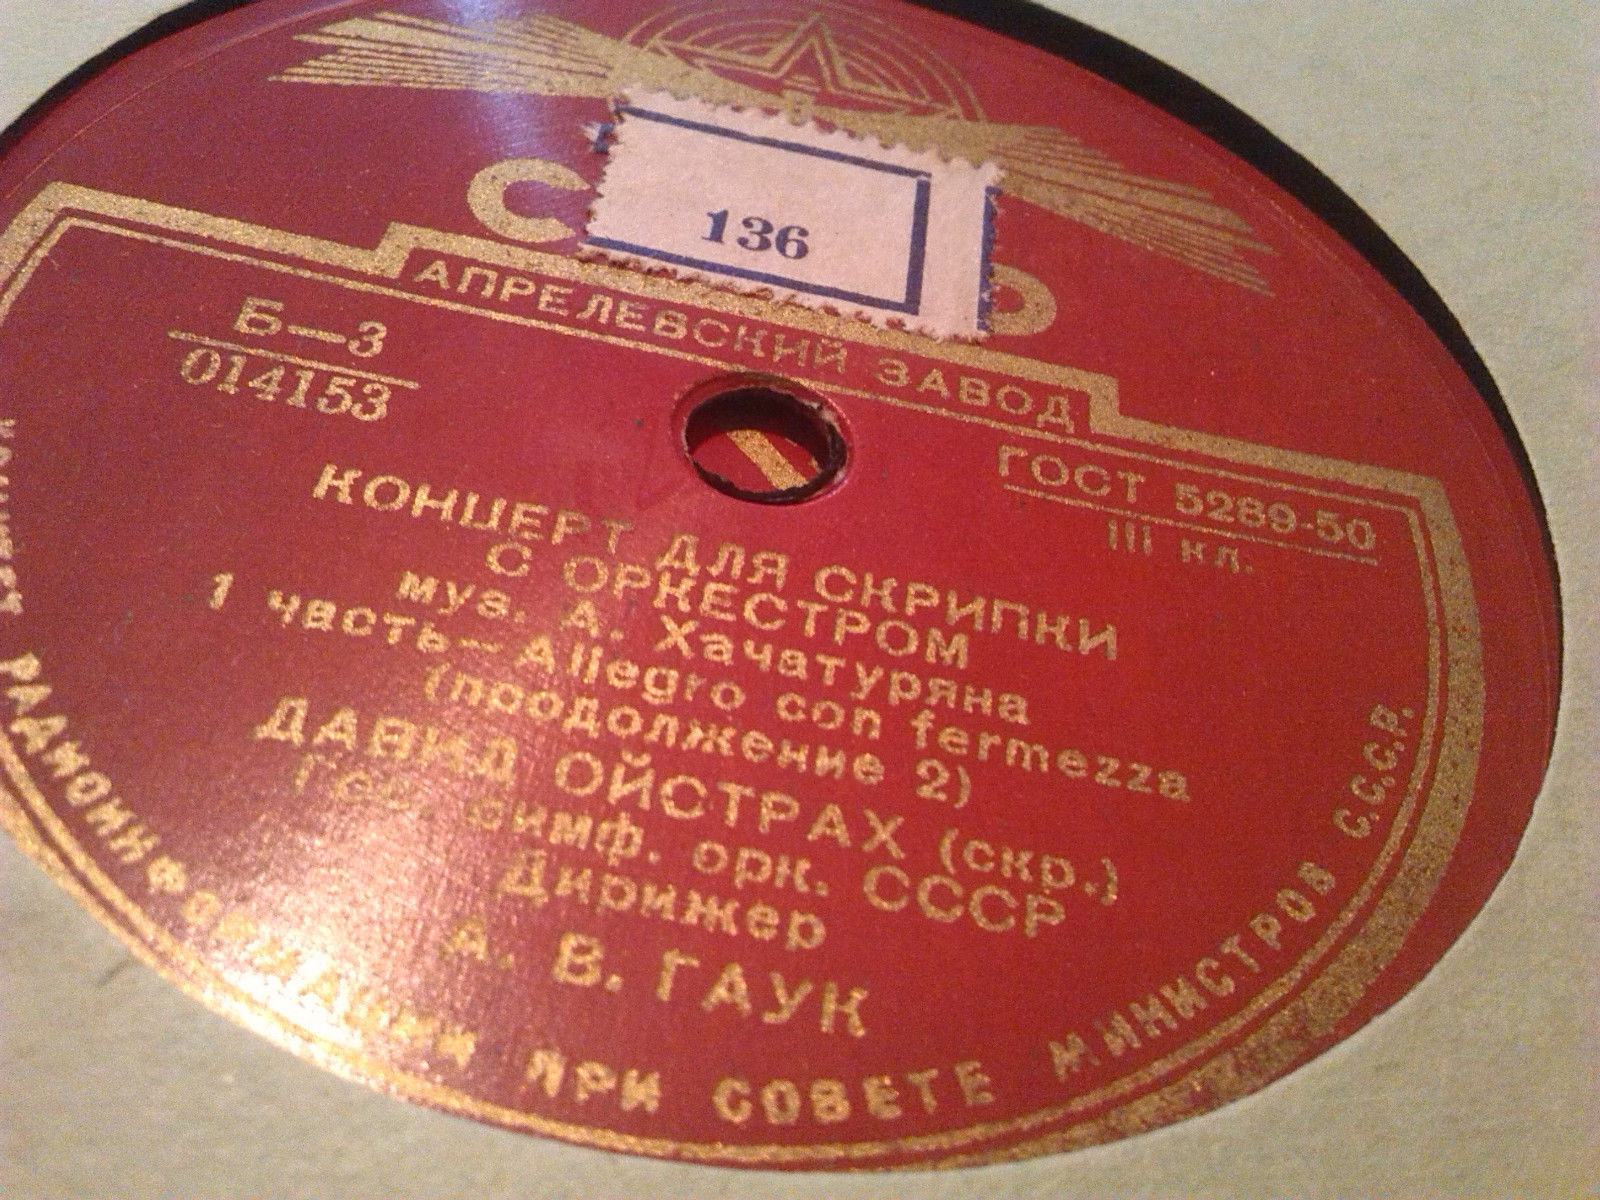 136
АПРЕЛЕВСКИЙ ЗАВОД
Б—3
014153
ГОСТ 5289-50
III кл.
КОНЦЕРТ ДЛЯ СКРИПКИ
С ОРКЕСТРОМ
муз. А. Хачатуряна
1 часть—Allegro con fermezza
(продолжение 2)
ДАВИД ОЙСТРАХ (скр.)
Гос. симф. орк. СССР
Дирижер
А. В. ГАУК
РАДИОИНФОРМАЦИИ ПРИ СОВЕТЕ МИНИСТРОВ С.С.С.Р.